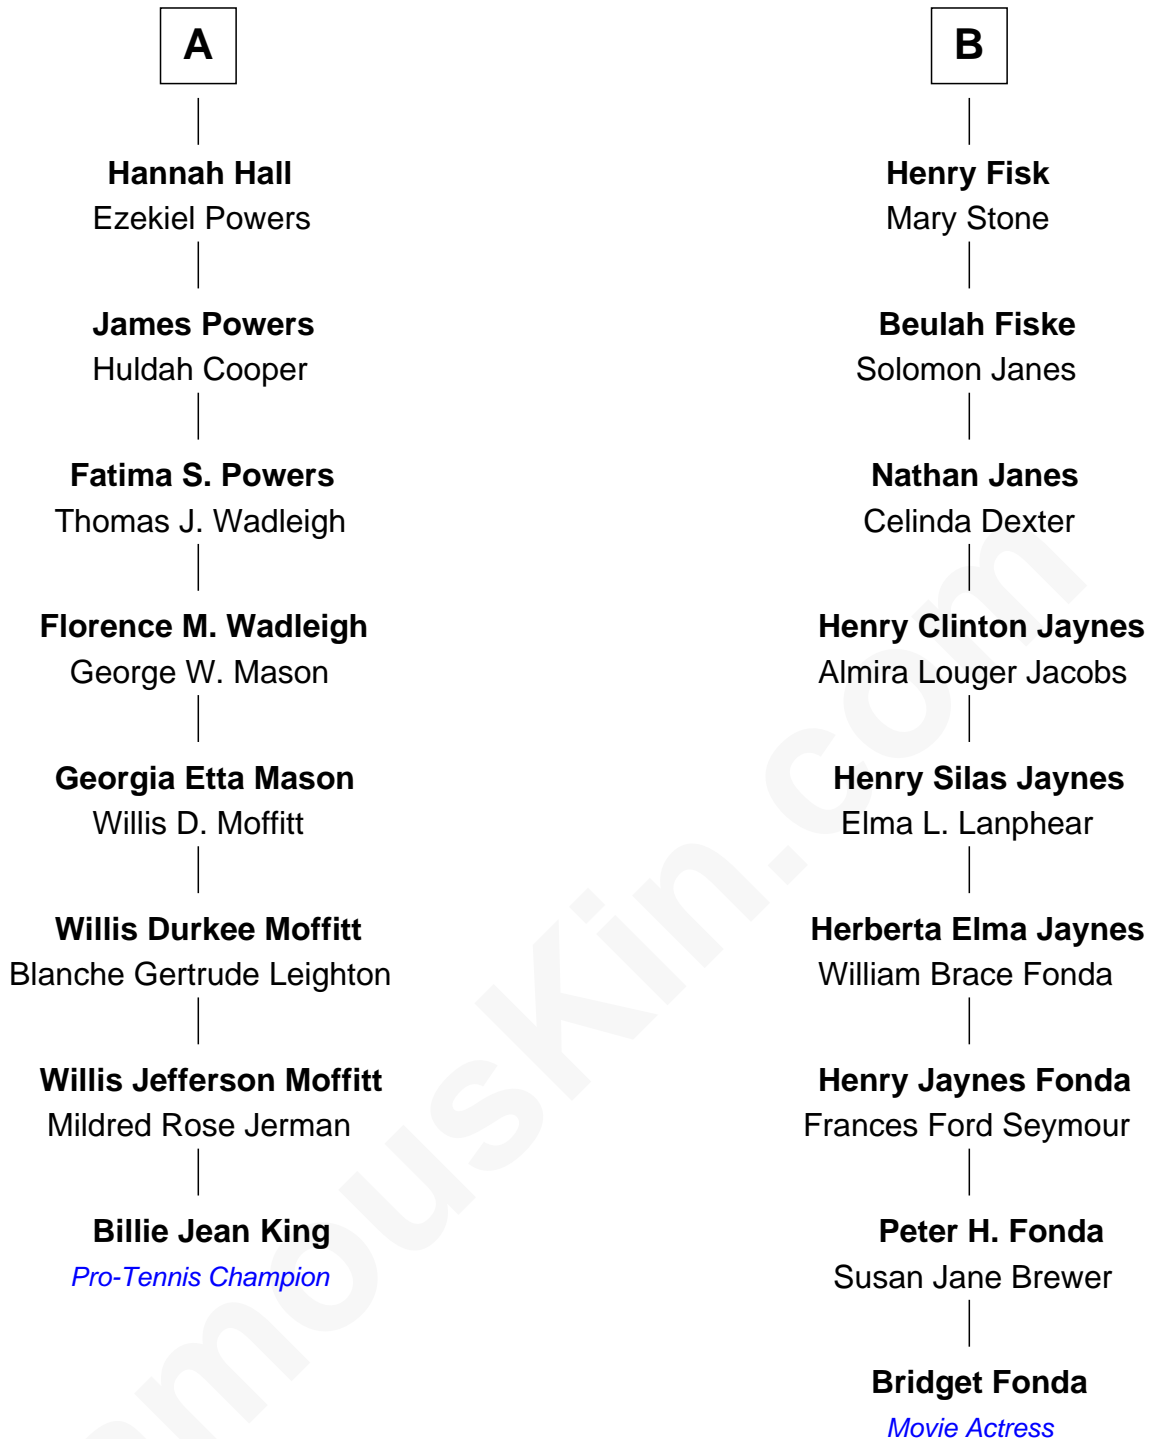 A
Hannah Hall
Ezekiel Powers
James Powers
Huldah Cooper
Fatima S. Powers
Thomas J. Wadleigh
Florence M. Wadleigh
George W. Mason
Georgia Etta Mason
Willis D. Moffitt
Willis Durkee Moffitt
Blanche Gertrude Leighton
Willis Jefferson Moffitt
Mildred Rose Jerman
Billie Jean King
Pro-Tennis Champion
B
Henry Fisk
Mary Stone
Beulah Fiske
Solomon Janes
Nathan Janes
Celinda Dexter
Henry Clinton Jaynes
Almira Louger Jacobs
Henry Silas Jaynes
Elma L. Lanphear
Herberta Elma Jaynes
William Brace Fonda
Henry Jaynes Fonda
Frances Ford Seymour
Peter H. Fonda
Susan Jane Brewer
Bridget Fonda
Movie Actress
amousKin.com